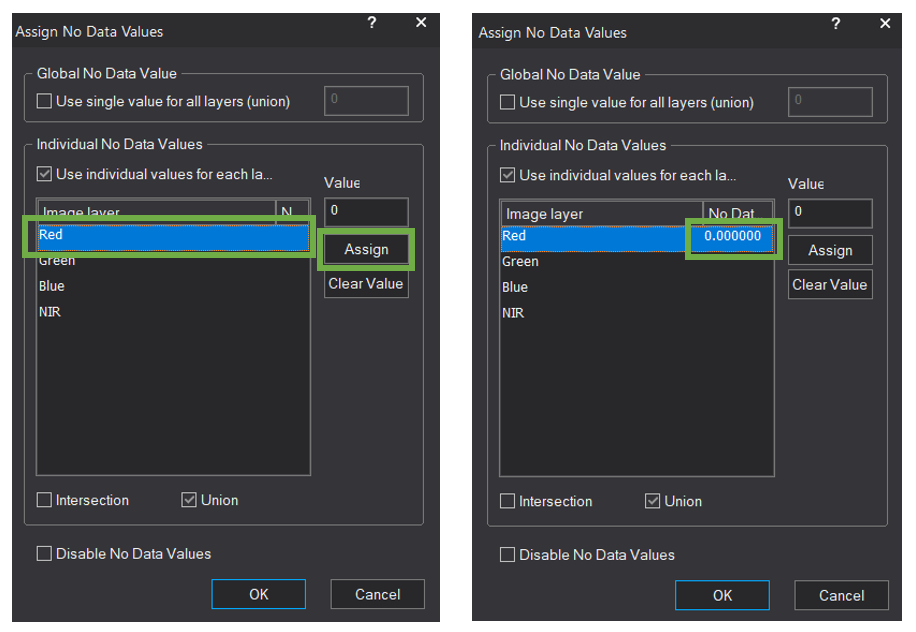 Assign No Data Values
?
Global No Data Value
Use single value for all layers (union)
0
Individual No Data Values
Use individual values for each la...
Value
Image layer
N...
0
Red
Assign
Green
Clear Value
Blue
NIR
Intersection
Union
Disable No Data Values
OK
Cancel
Assign No Data Values
?
Global No Data Value
Use single value for all layers (union)
0
Individual No Data Values
Use individual values for each la...
Value
Image layer
No Dat...
0
Red
0.000000
Assign
Green
Clear Value
Blue
NIR
Intersection
Union
Disable No Data Values
OK
Cancel